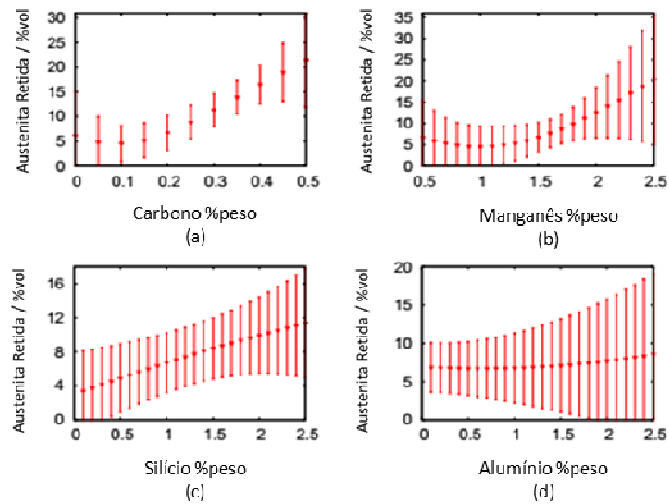 Austenita Retida / %vol
35
30
25
20
15
10
5
0
0 0.1 0.2 0.3 0.4 0.5
Carbono %peso
(a)
Austenita Retida / %vol
35
30
25
20
15
10
5
0
0.5 1 1.5 2 2.5
Manganês %peso
(b)
Austenita Retida / %vol
16
12
8
4
0
0 0.5 1 1.5 2 2.5
Silício %peso
(c)
Austenita Retida / %vol
20
15
10
5
0
0 0.5 1 1.5 2 2.5
Alumínio %peso
(d)